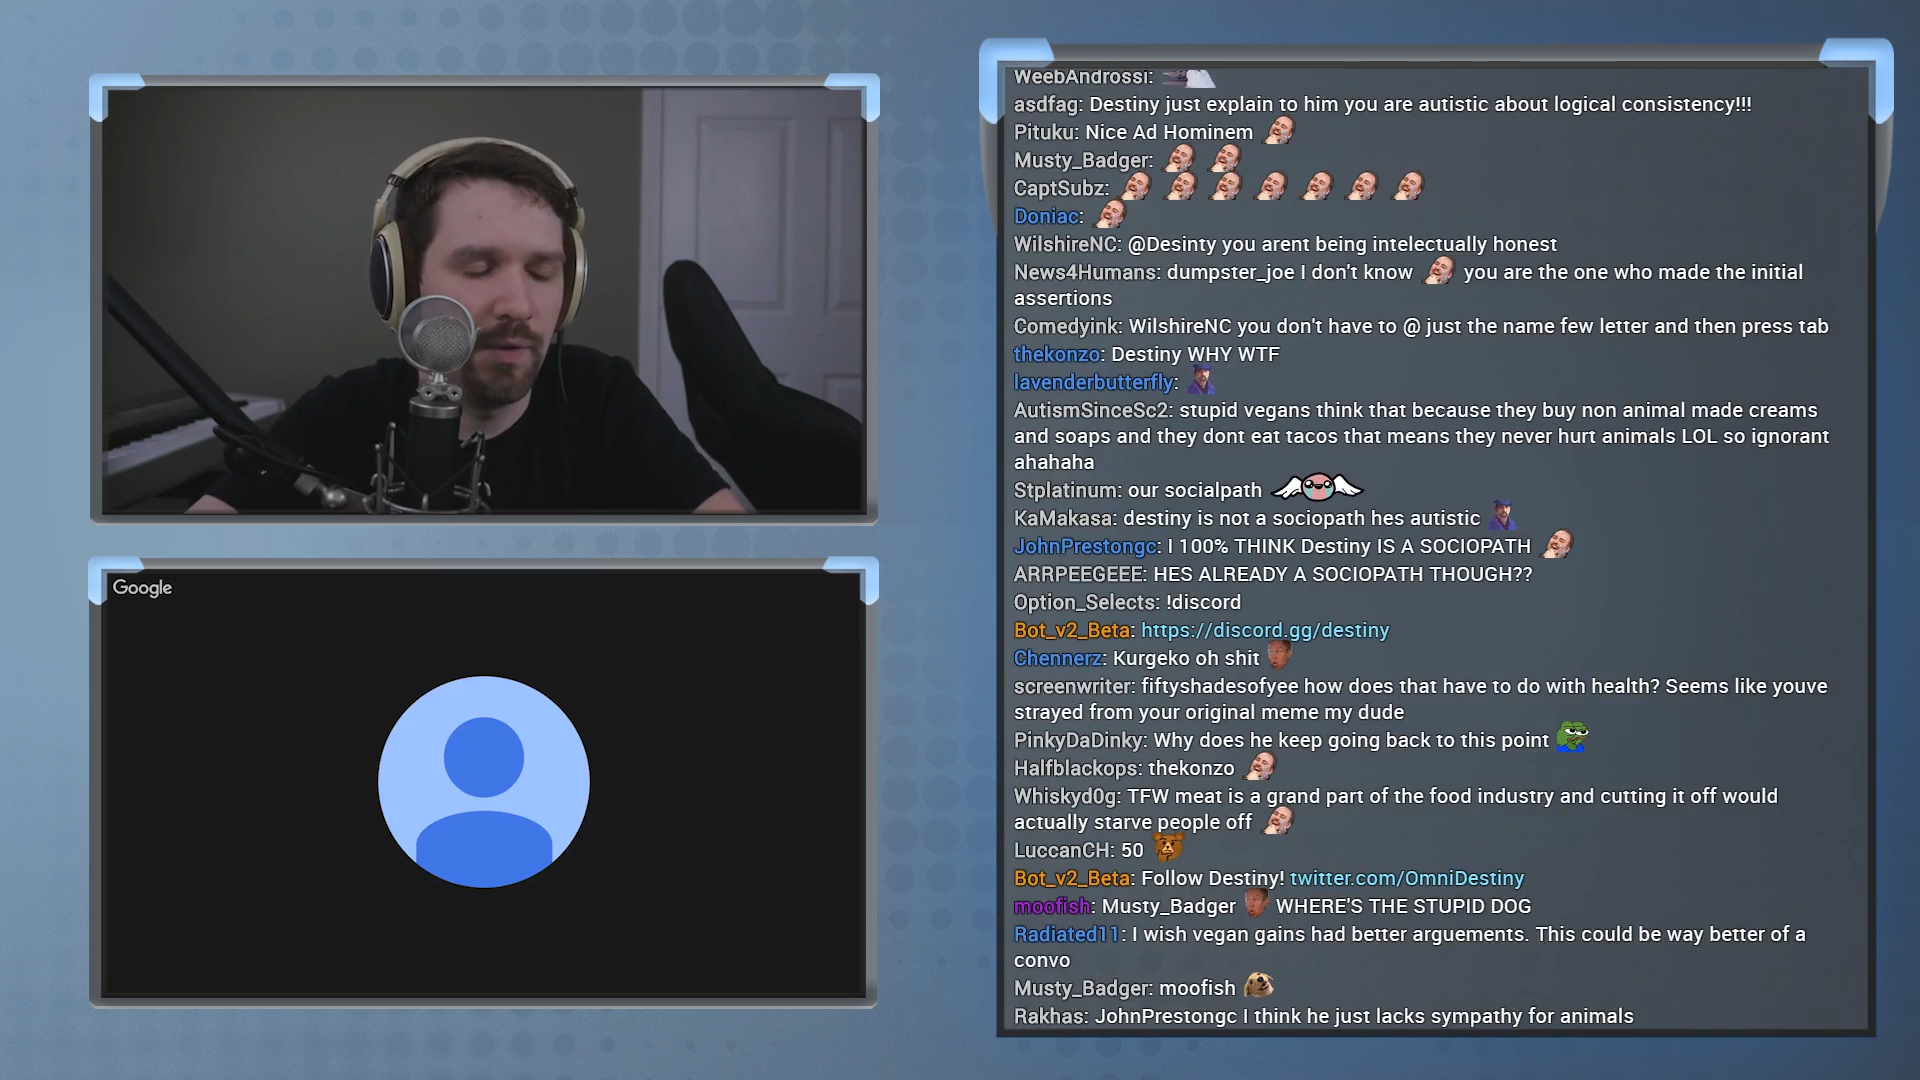 Google
WeebAndrossi:
asdfag: Destiny just explain to him you are autistic about logical consistency!!!
Pituku: Nice Ad Hominem
Musty_Badger:
CaptSubz:
Doniac:
WilshireNC: @Desinty you arent being intelectually honest
News4Humans: dumpster_joe I don't know you are the one who made the initial
assertions
Comedyink: WilshireNC you don't have to @ just the name few letter and then press tab
thekonzo: Destiny WHY WTF
lavenderbutterfly:
AutismSinceSc2: stupid vegans think that because they buy non animal made creams
and soaps and they dont eat tacos that means they never hurt animals LOL so ignorant
ahahaha
Stplatinum: our socialpath
KaMakasa: destiny is not a sociopath hes autistic
JohnPrestongc: I 100% THINK Destiny IS A SOCIOPATH
ARRPEEGEEE: HES ALREADY A SOCIOPATH THOUGH??
Option_Selects: !discord
Bot_v2_Beta: https://discord.gg/destiny
Chennerz: Kurgeko oh shit
screenwriter: fiftyshadesofyee how does that have to do with health? Seems like youve
strayed from your original meme my dude
PinkyDaDinky: Why does he keep going back to this point
Halfblackops: thekonzo
Whiskyd0g: TFW meat is a grand part of the food industry and cutting it off would
actually starve people off
LuccanCH: 50
Bot_v2_Beta: Follow Destiny! twitter.com/OmniDestiny
moofish: Musty_Badger WHERE'S THE STUPID DOG
Radiated11: I wish vegan gains had better arguements. This could be way better of a
convo
Musty_Badger: moofish
Rakhas: JohnPrestongc I think he just lacks sympathy for animals